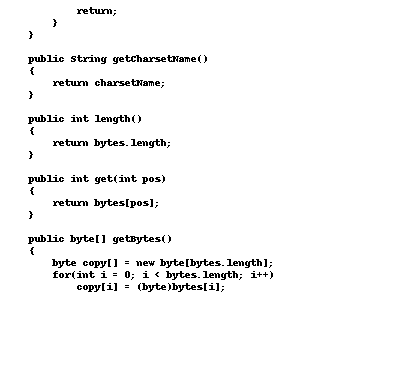 return;
}
}
public String getCharsetName()
{
return charsetName;
}
public int length()
{
return bytes.length;
}
public int get(int pos)
{
return bytes[pos];
}
public byte[] getBytes()
{
byte copy[] = new byte[bytes.length];
for(int i = 0; i < bytes.length; i++)
copy[i] = (byte)bytes[i];